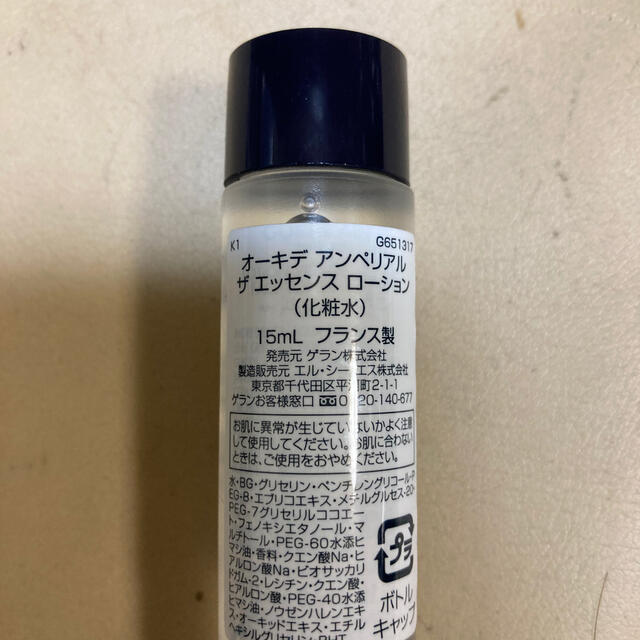 K1 G651317
オーキデ アンペリアル
ザ エッセンス ローション
（化粧水）
15mL フランス製
発売元 ゲラン株式会社
製造販売元 エル・シーエス株式会社
東京都千代田区平河町2-1-1
ゲランお客様窓口 0120-140-677
お肌に異常が生じていないかよく注意
して使用してください。お肌に合わない
ときは、ご使用をおやめください。
水・BG・グリセリン・ペンチレングリコール・P
EG-8・エブリコエキス・メチルグルセス-20・
PEG-7グリセリルココエー
ト・フェノキシエタノール・マ
ルチトール・PEG-60水添ヒ
マシ油・香料・クエン酸Na・ヒ
アルロン酸Na・ビオサッカリ
ドガム-2・レシチン・クエン酸・
ヒアルロン酸・PEG-40水添
ヒマシ油・ノウゼンハレンエキ
ス・オーキッドエキス・エチル
ヘキシルグリセリン・BHT
プラ
ボトル
キャップ